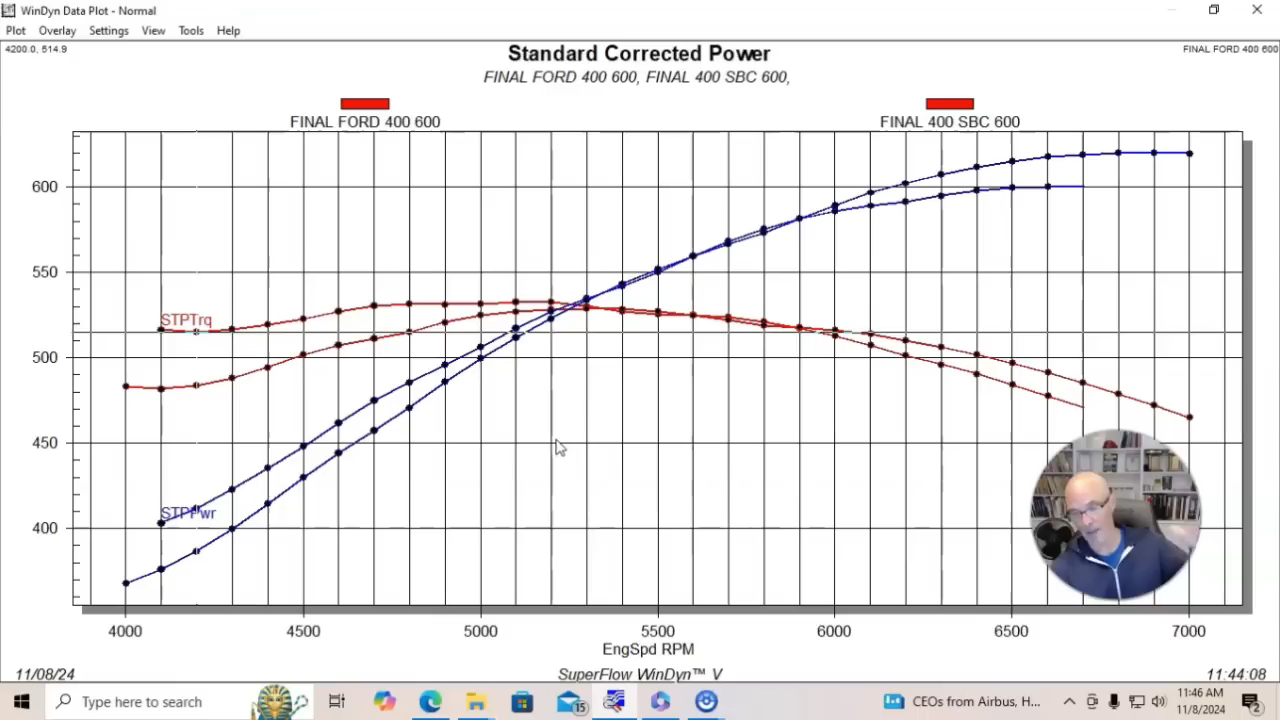 WinDyn Data Plot - Normal
Plot Overlay Settings View Tools Help
4200.0, 514.9
Standard Corrected Power
FINAL FORD 400 600
FINAL FORD 400 600, FINAL 400 SBC 600,
FINAL FORD 400 600
FINAL 400 SBC 600
600
550
500
450
400
STPTrq
STPPwr
4000 4500 5000 5500 6000 6500 7000
EngSpd RPM
11/08/24
SuperFlow WinDyn™ V
11:44:08
Type here to search
15
CEOs from Airbus, H...
11:46 AM
11/8/2024
2